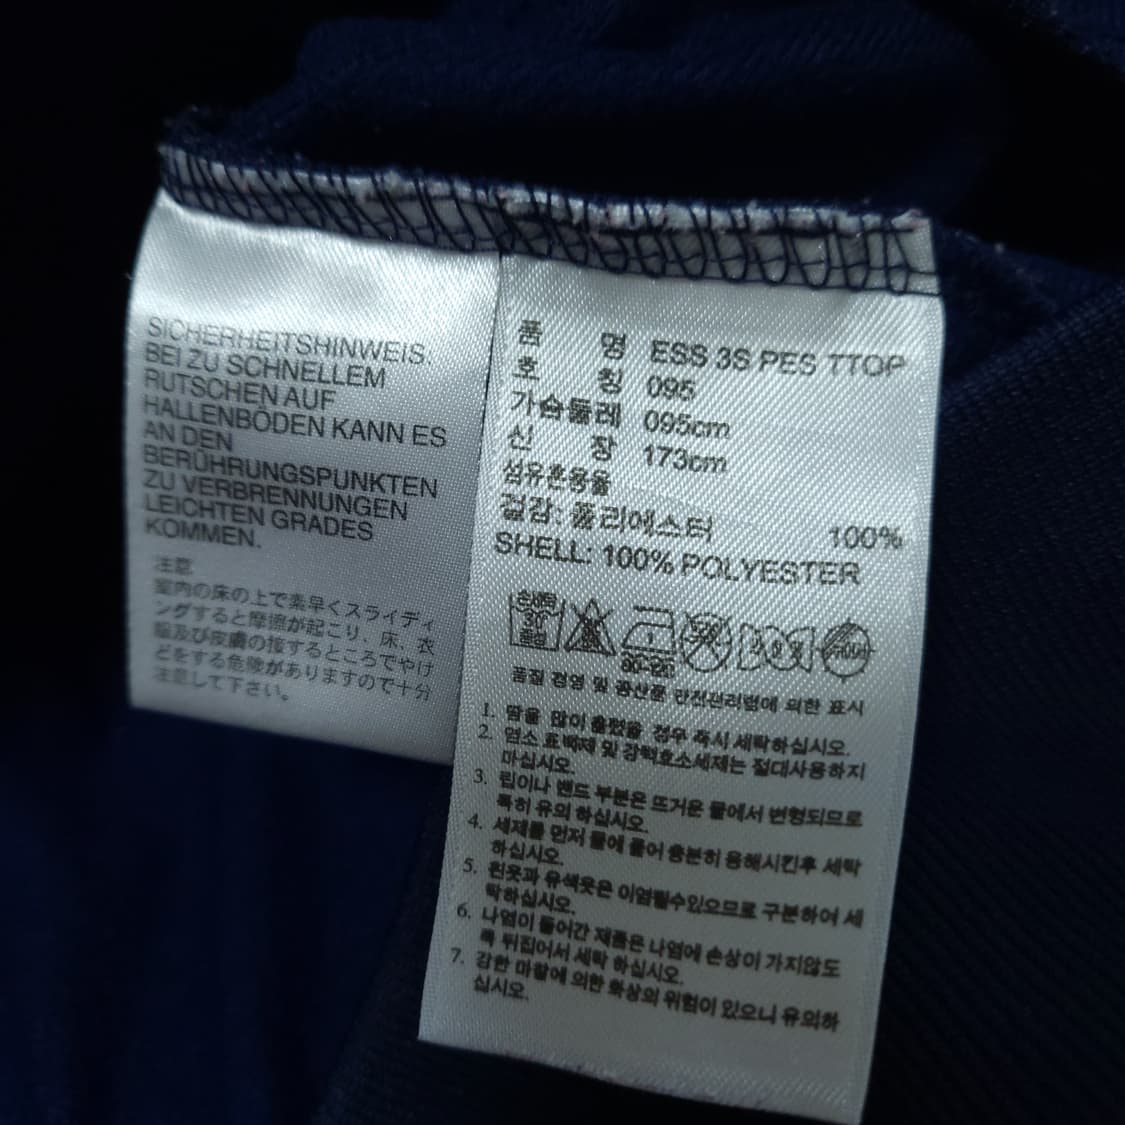 SICHERHEITSHINWEIS.
BEI ZU SCHNELLEM
RUTSCHEN AUF
HALLENBÖDEN KANN ES
AN DEN
BERÜHRUNGSPUNKTEN
ZU VERBRENNUNGEN
LEICHTEN GRADES
KOMMEN.
注意
室内の床の上で素早くスライディ
ングすると摩擦が起こり、床、衣
服及び皮膚の接するところでやけ
どをする危険がありますので十分
注意して下さい。
품 명 ESS 3S PES TTOP
호 칭 095
가슴둘레 095cm
신 장 173cm
섬유혼용율
겉감: 폴리에스터 100%
SHELL: 100% POLYESTER
30
품질 경영 및 공산품 안전관리법에 의한 표시
1. 땀을 많이 흘렸을 경우 즉시 세탁하십시오.
2. 염소 표백제 및 강력효소세제는 절대사용하지
마십시오.
3. 립이나 밴드 부분은 뜨거운 물에서 변형되므로
특히 유의 하십시오.
4. 세제를 먼저 물에 풀어 충분히 용해시킨후 세탁
하십시오.
5. 흰옷과 유색옷은 이염될수있으므로 구분하여 세
탁하십시오.
6. 나염이 들어간 제품은 나염에 손상이 가지않도
록 뒤집어서 세탁 하십시오.
7. 강한 마찰에 의한 화상의 위험이 있으니 유의하
십시오.